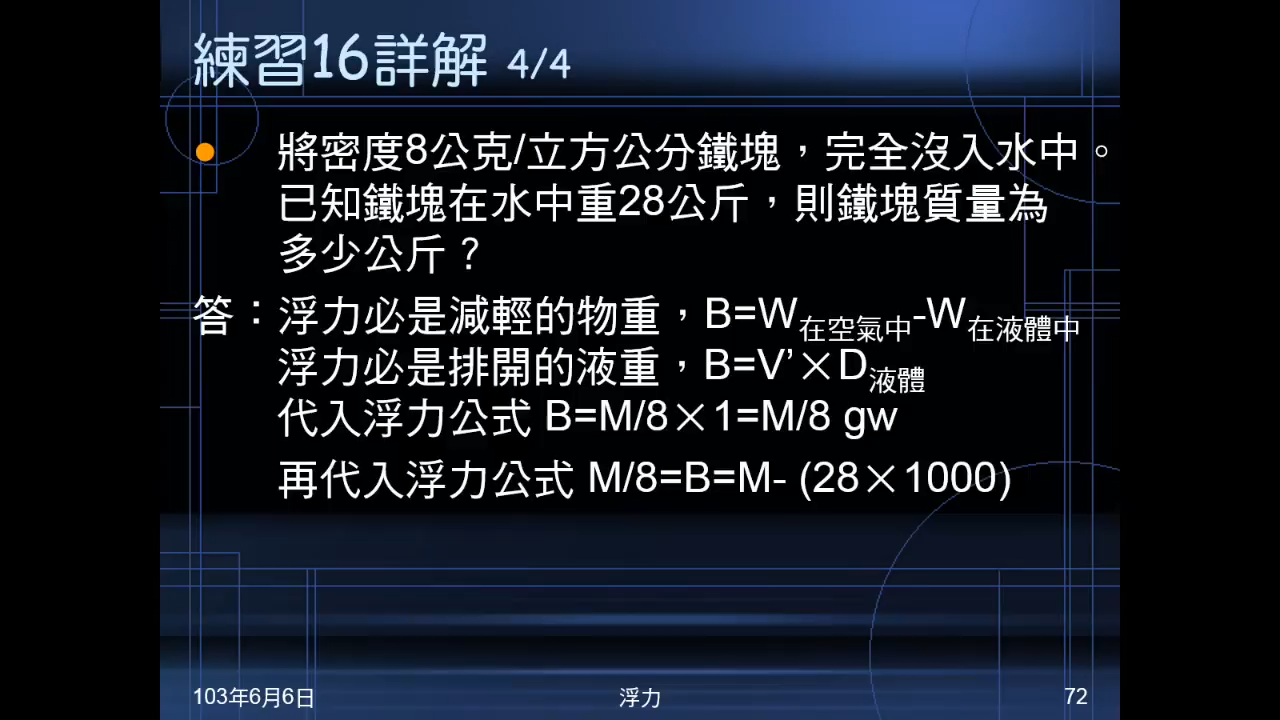 練習16詳解 4/4
將密度8公克/立方公分鐵塊，完全沒入水中。
已知鐵塊在水中重28公斤，則鐵塊質量為
多少公斤？
答：浮力必是減輕的物重，B=W在空氣中-W在液體中
浮力必是排開的液重，B=V’×D液體
代入浮力公式 B=M/8×1=M/8 gw
再代入浮力公式 M/8=B=M- (28×1000)
103年6月6日
浮力
72